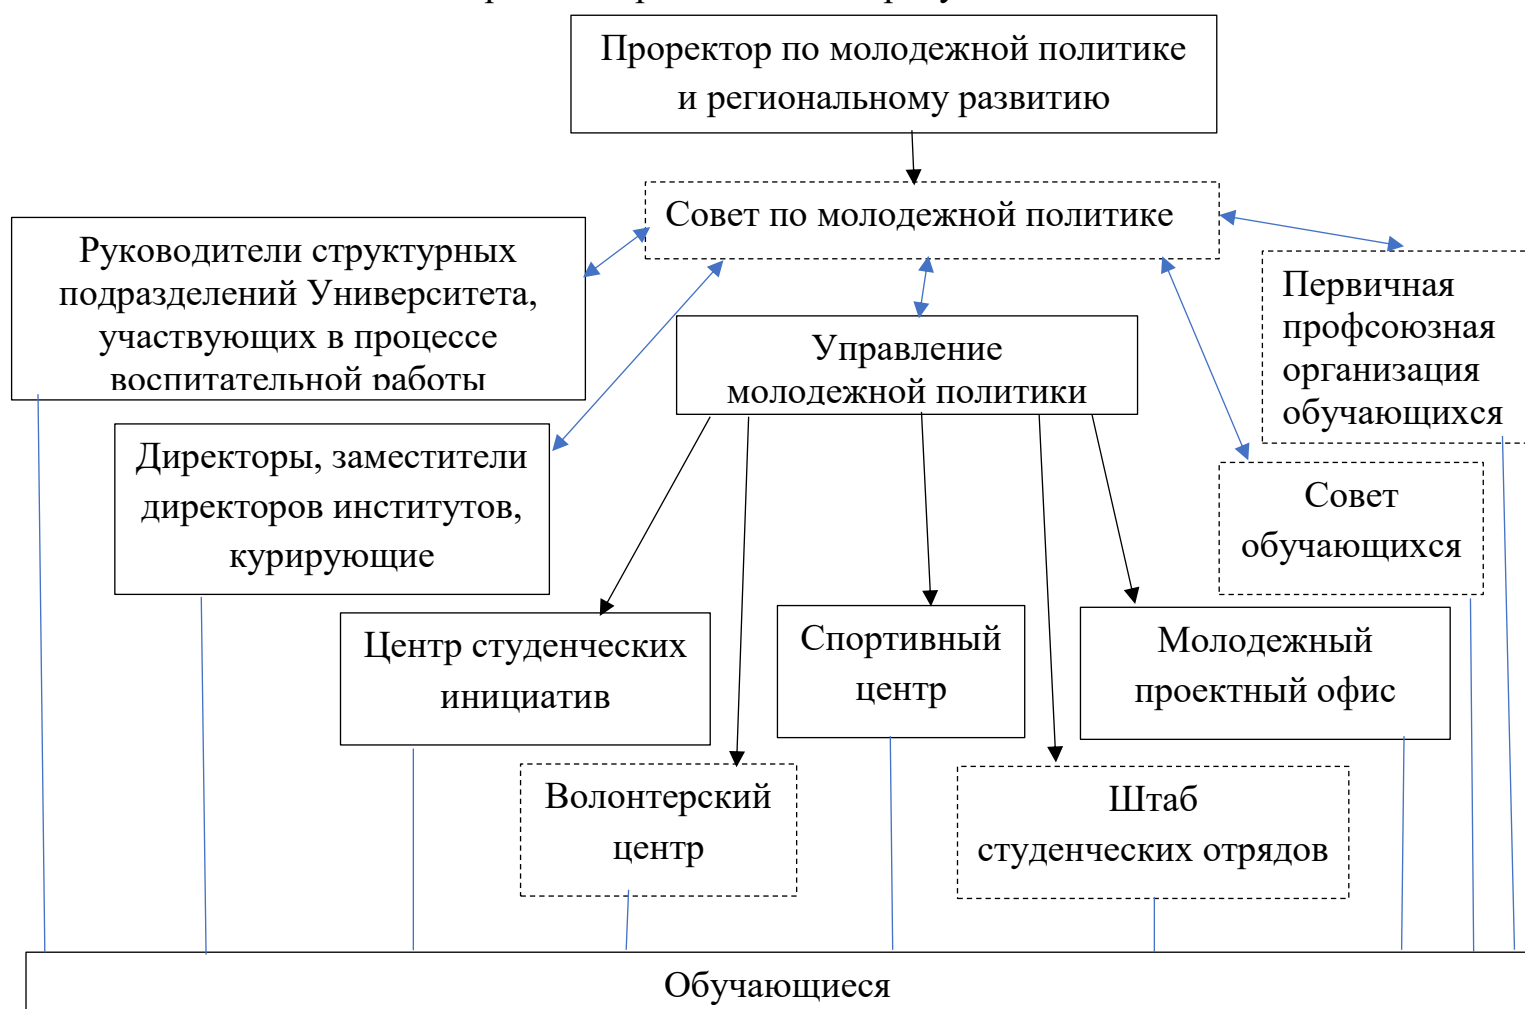 Проректор по молодежной политике
и региональному развитию
Совет по молодежной политике
Руководители структурных
подразделений Университета,
участвующих в процессе
воспитательной работы
Первичная
профсоюзная
организация
обучающихся
Управление
молодежной политики
Директоры, заместители
директоров институтов,
курирующие
Совет
обучающихся
Центр студенческих
инициатив
Спортивный
центр
Молодежный
проектный офис
Волонтерский
центр
Штаб
студенческих отрядов
Обучающиеся